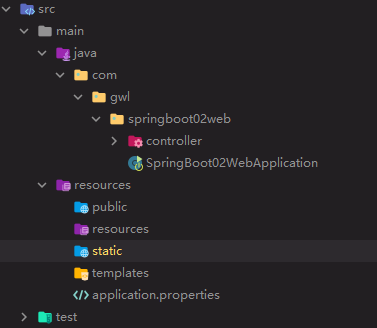 src
main
java
com
gwl
springboot02web
controller
SpringBoot02WebApplication
resources
public
resources
static
templates
application.properties
test